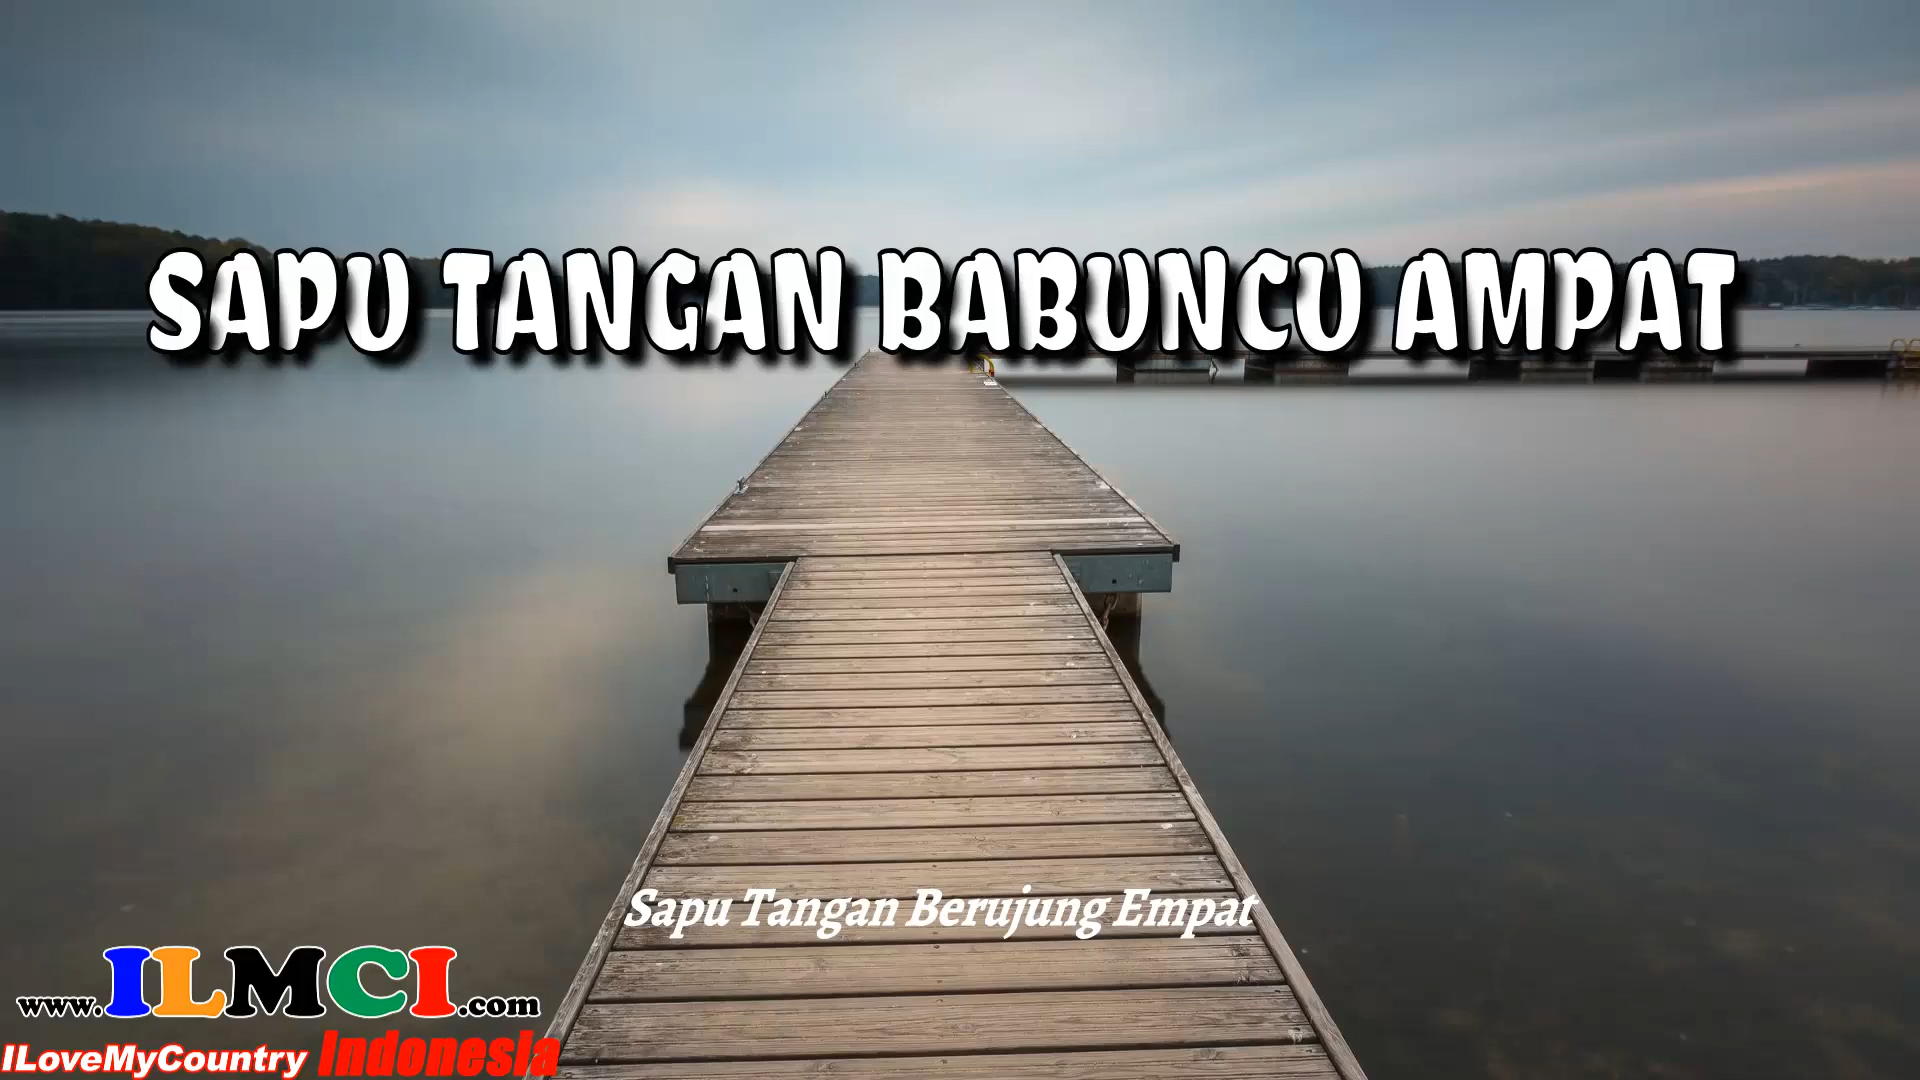 SAPU TANGAN BABUNCU AMPAT
Sapu Tangan Berujung Empat
www.ILMCI.com
ILoveMyCountry Indonesia